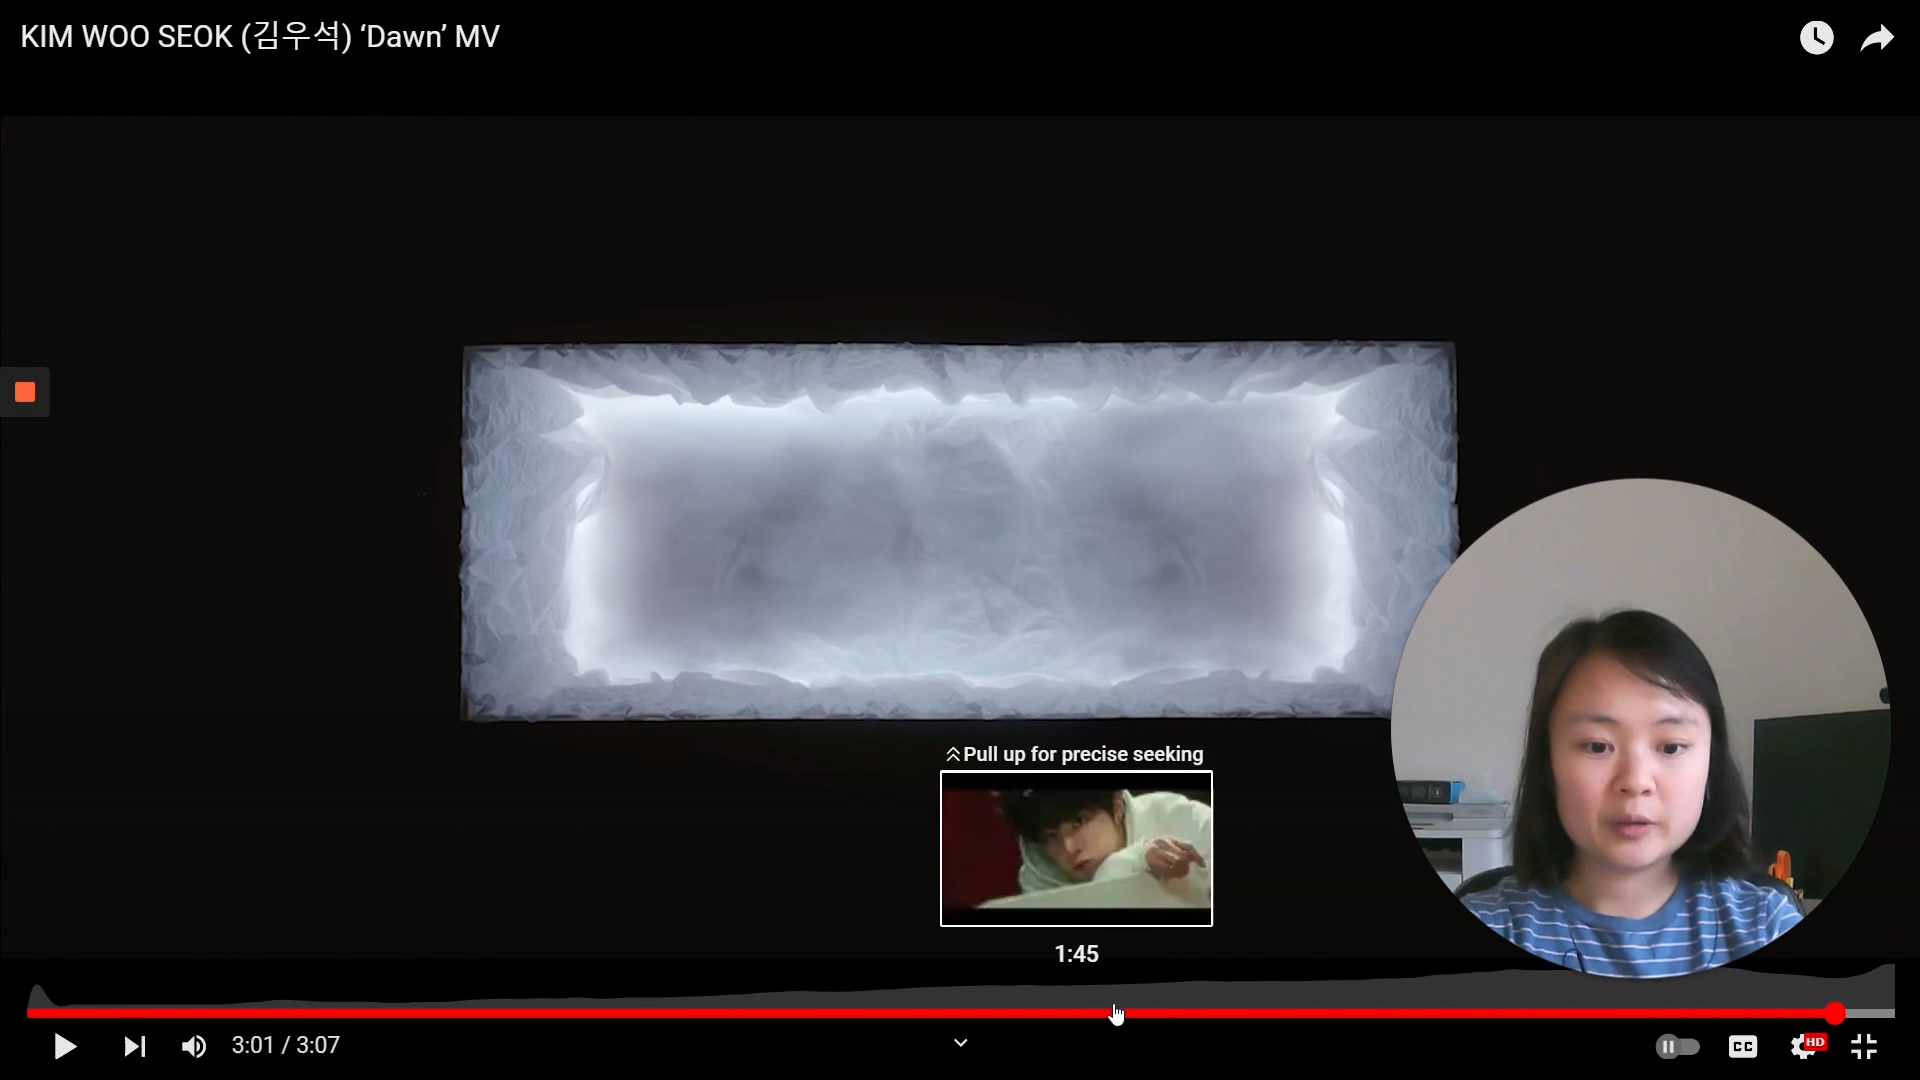 KIM WOO SEOK (김우석) ‘Dawn’ MV
Pull up for precise seeking
1:45
3:01 / 3:07
CC
HD